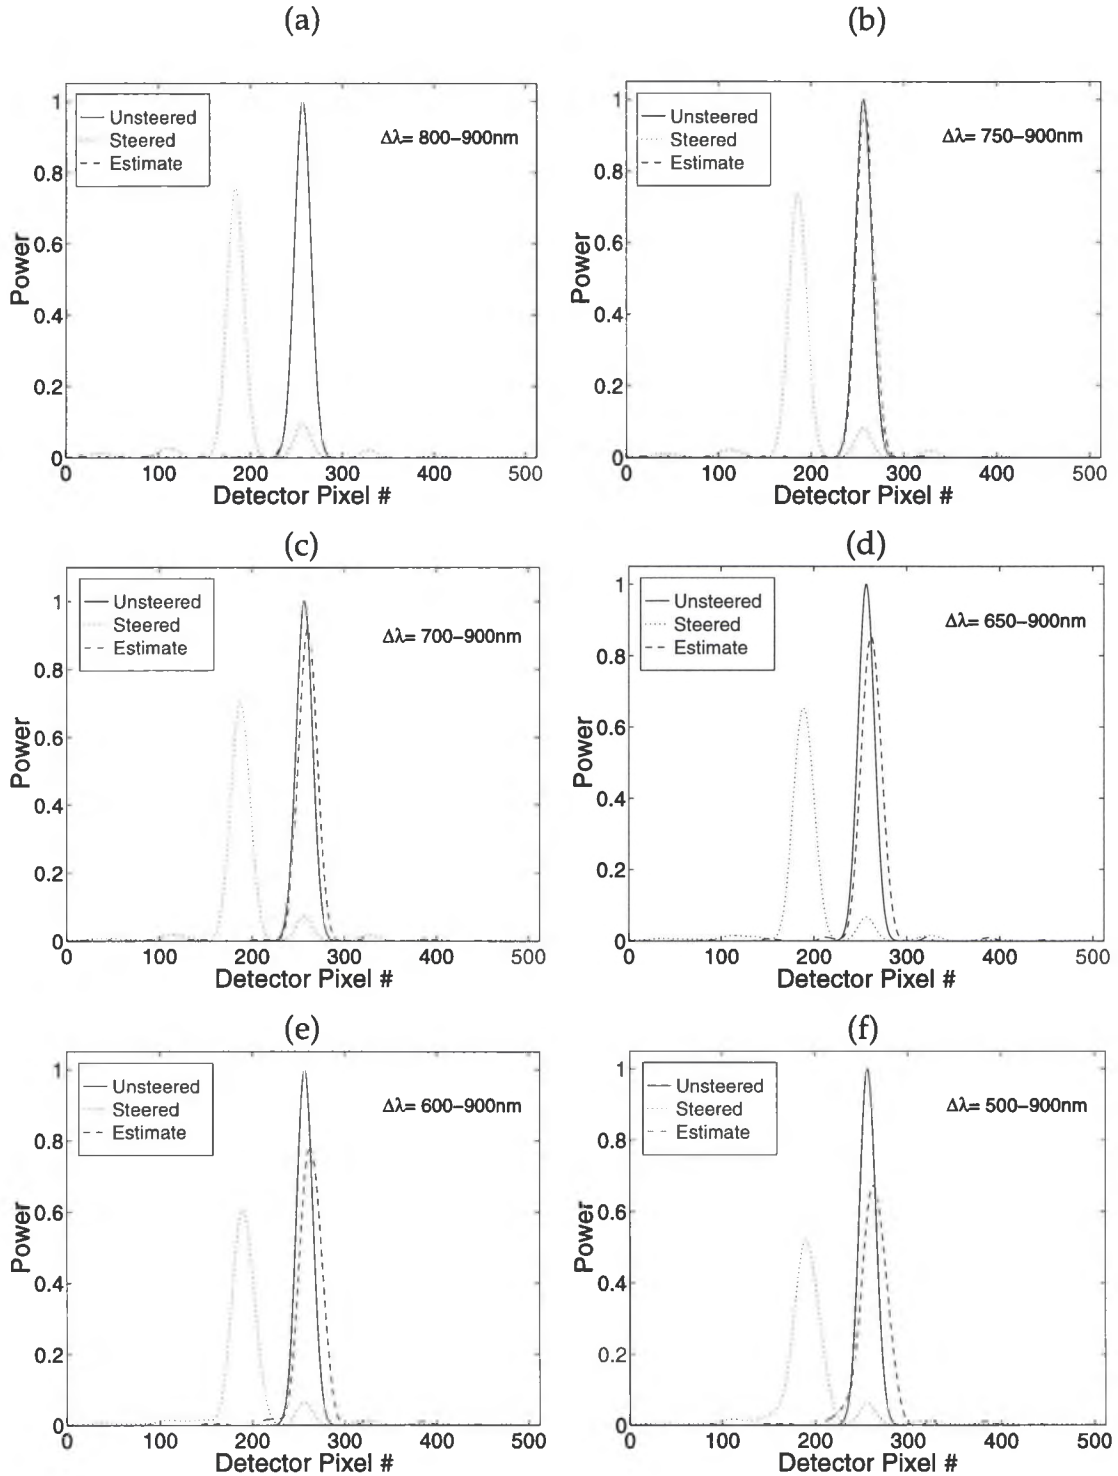 (a)
1
0.8
0.6
0.4
0.2
0
Power
Unsteered
Steered
Estimate
Δλ= 800–900nm
0 100 200 300 400 500
Detector Pixel #
(b)
1
0.8
0.6
0.4
0.2
0
Power
Unsteered
Steered
Estimate
Δλ= 750–900nm
0 100 200 300 400 500
Detector Pixel #
(c)
1
0.8
0.6
0.4
0.2
0
Power
Unsteered
Steered
Estimate
Δλ= 700–900nm
0 100 200 300 400 500
Detector Pixel #
(d)
1
0.8
0.6
0.4
0.2
0
Power
Unsteered
Steered
Estimate
Δλ= 650–900nm
0 100 200 300 400 500
Detector Pixel #
(e)
1
0.8
0.6
0.4
0.2
0
Power
Unsteered
Steered
Estimate
Δλ= 600–900nm
0 100 200 300 400 500
Detector Pixel #
(f)
1
0.8
0.6
0.4
0.2
0
Power
Unsteered
Steered
Estimate
Δλ= 500–900nm
0 100 200 300 400 500
Detector Pixel #